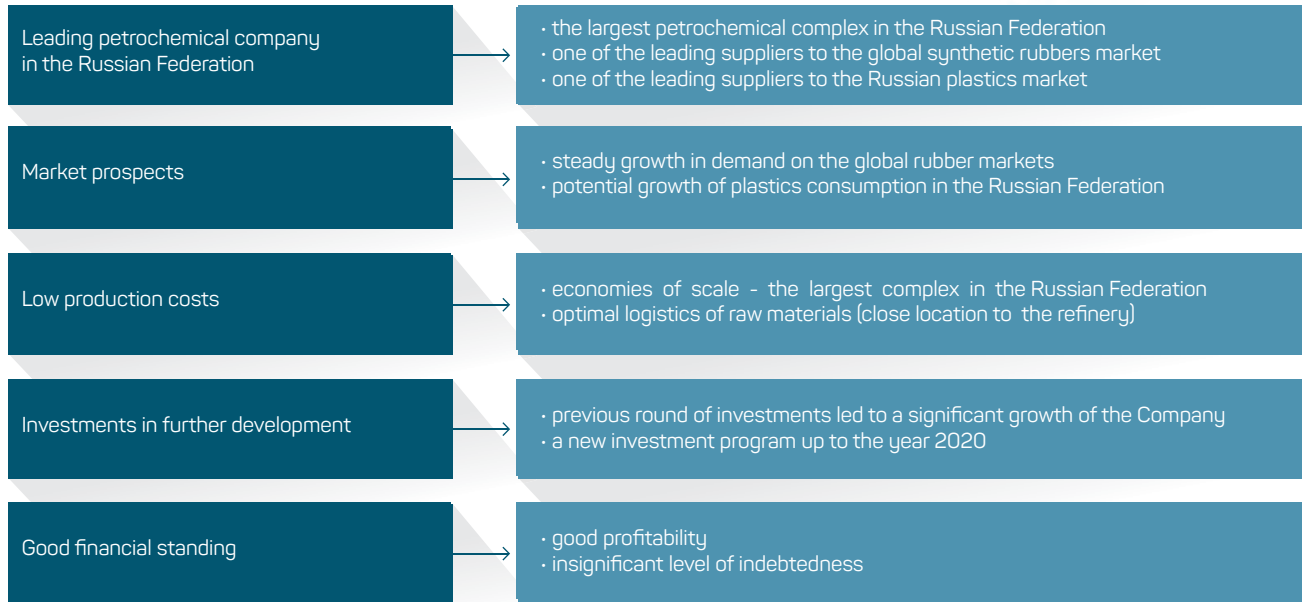 Leading petrochemical company
in the Russian Federation
· the largest petrochemical complex in the Russian Federation
· one of the leading suppliers to the global synthetic rubbers market
· one of the leading suppliers to the Russian plastics market
Market prospects
· steady growth in demand on the global rubber markets
· potential growth of plastics consumption in the Russian Federation
Low production costs
· economies of scale - the largest complex in the Russian Federation
· optimal logistics of raw materials (close location to the refinery)
Investments in further development
· previous round of investments led to a significant growth of the Company
· a new investment program up to the year 2020
Good financial standing
· good profitability
· insignificant level of indebtedness